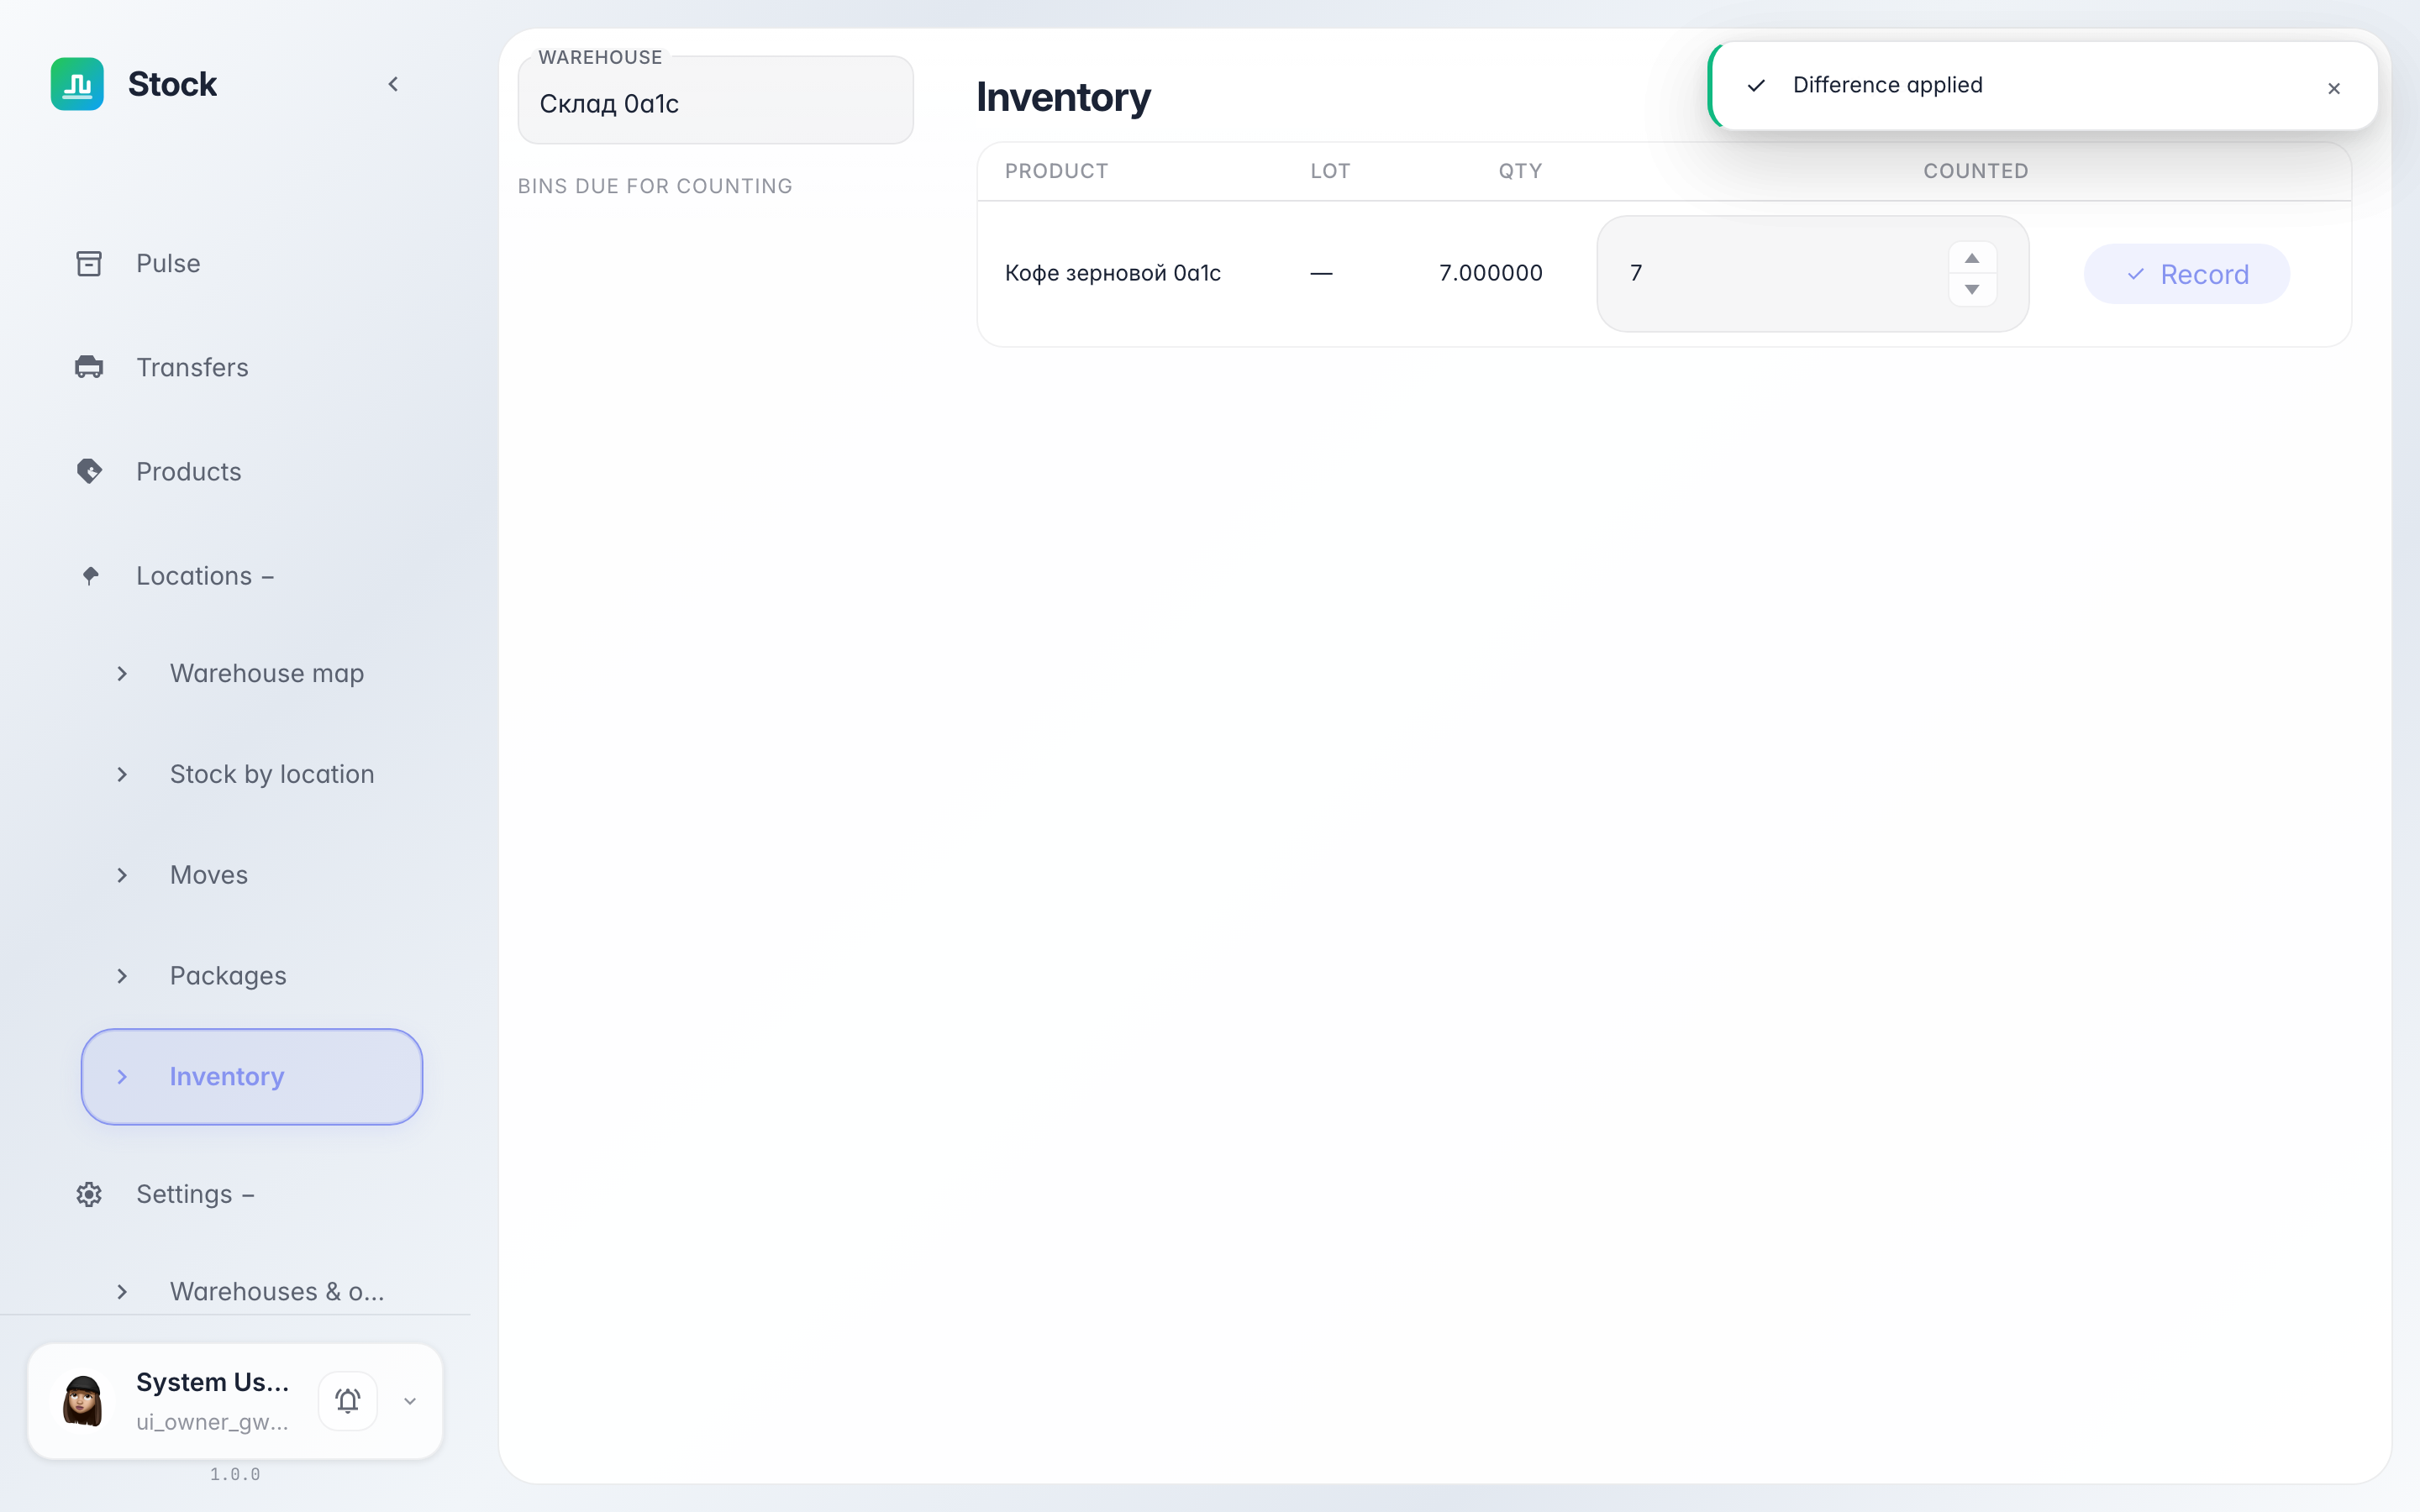 Stock
Pulse
Transfers
Products
Locations –
Warehouse map
Stock by location
Moves
Packages
Inventory
Settings –
Warehouses & o...
System Us...
ui_owner_gw...
1.0.0
WAREHOUSE
Склад 0a1c
BINS DUE FOR COUNTING
Inventory
Difference applied
PRODUCT LOT QTY COUNTED
Кофе зерновой 0a1c — 7.000000 7 Record